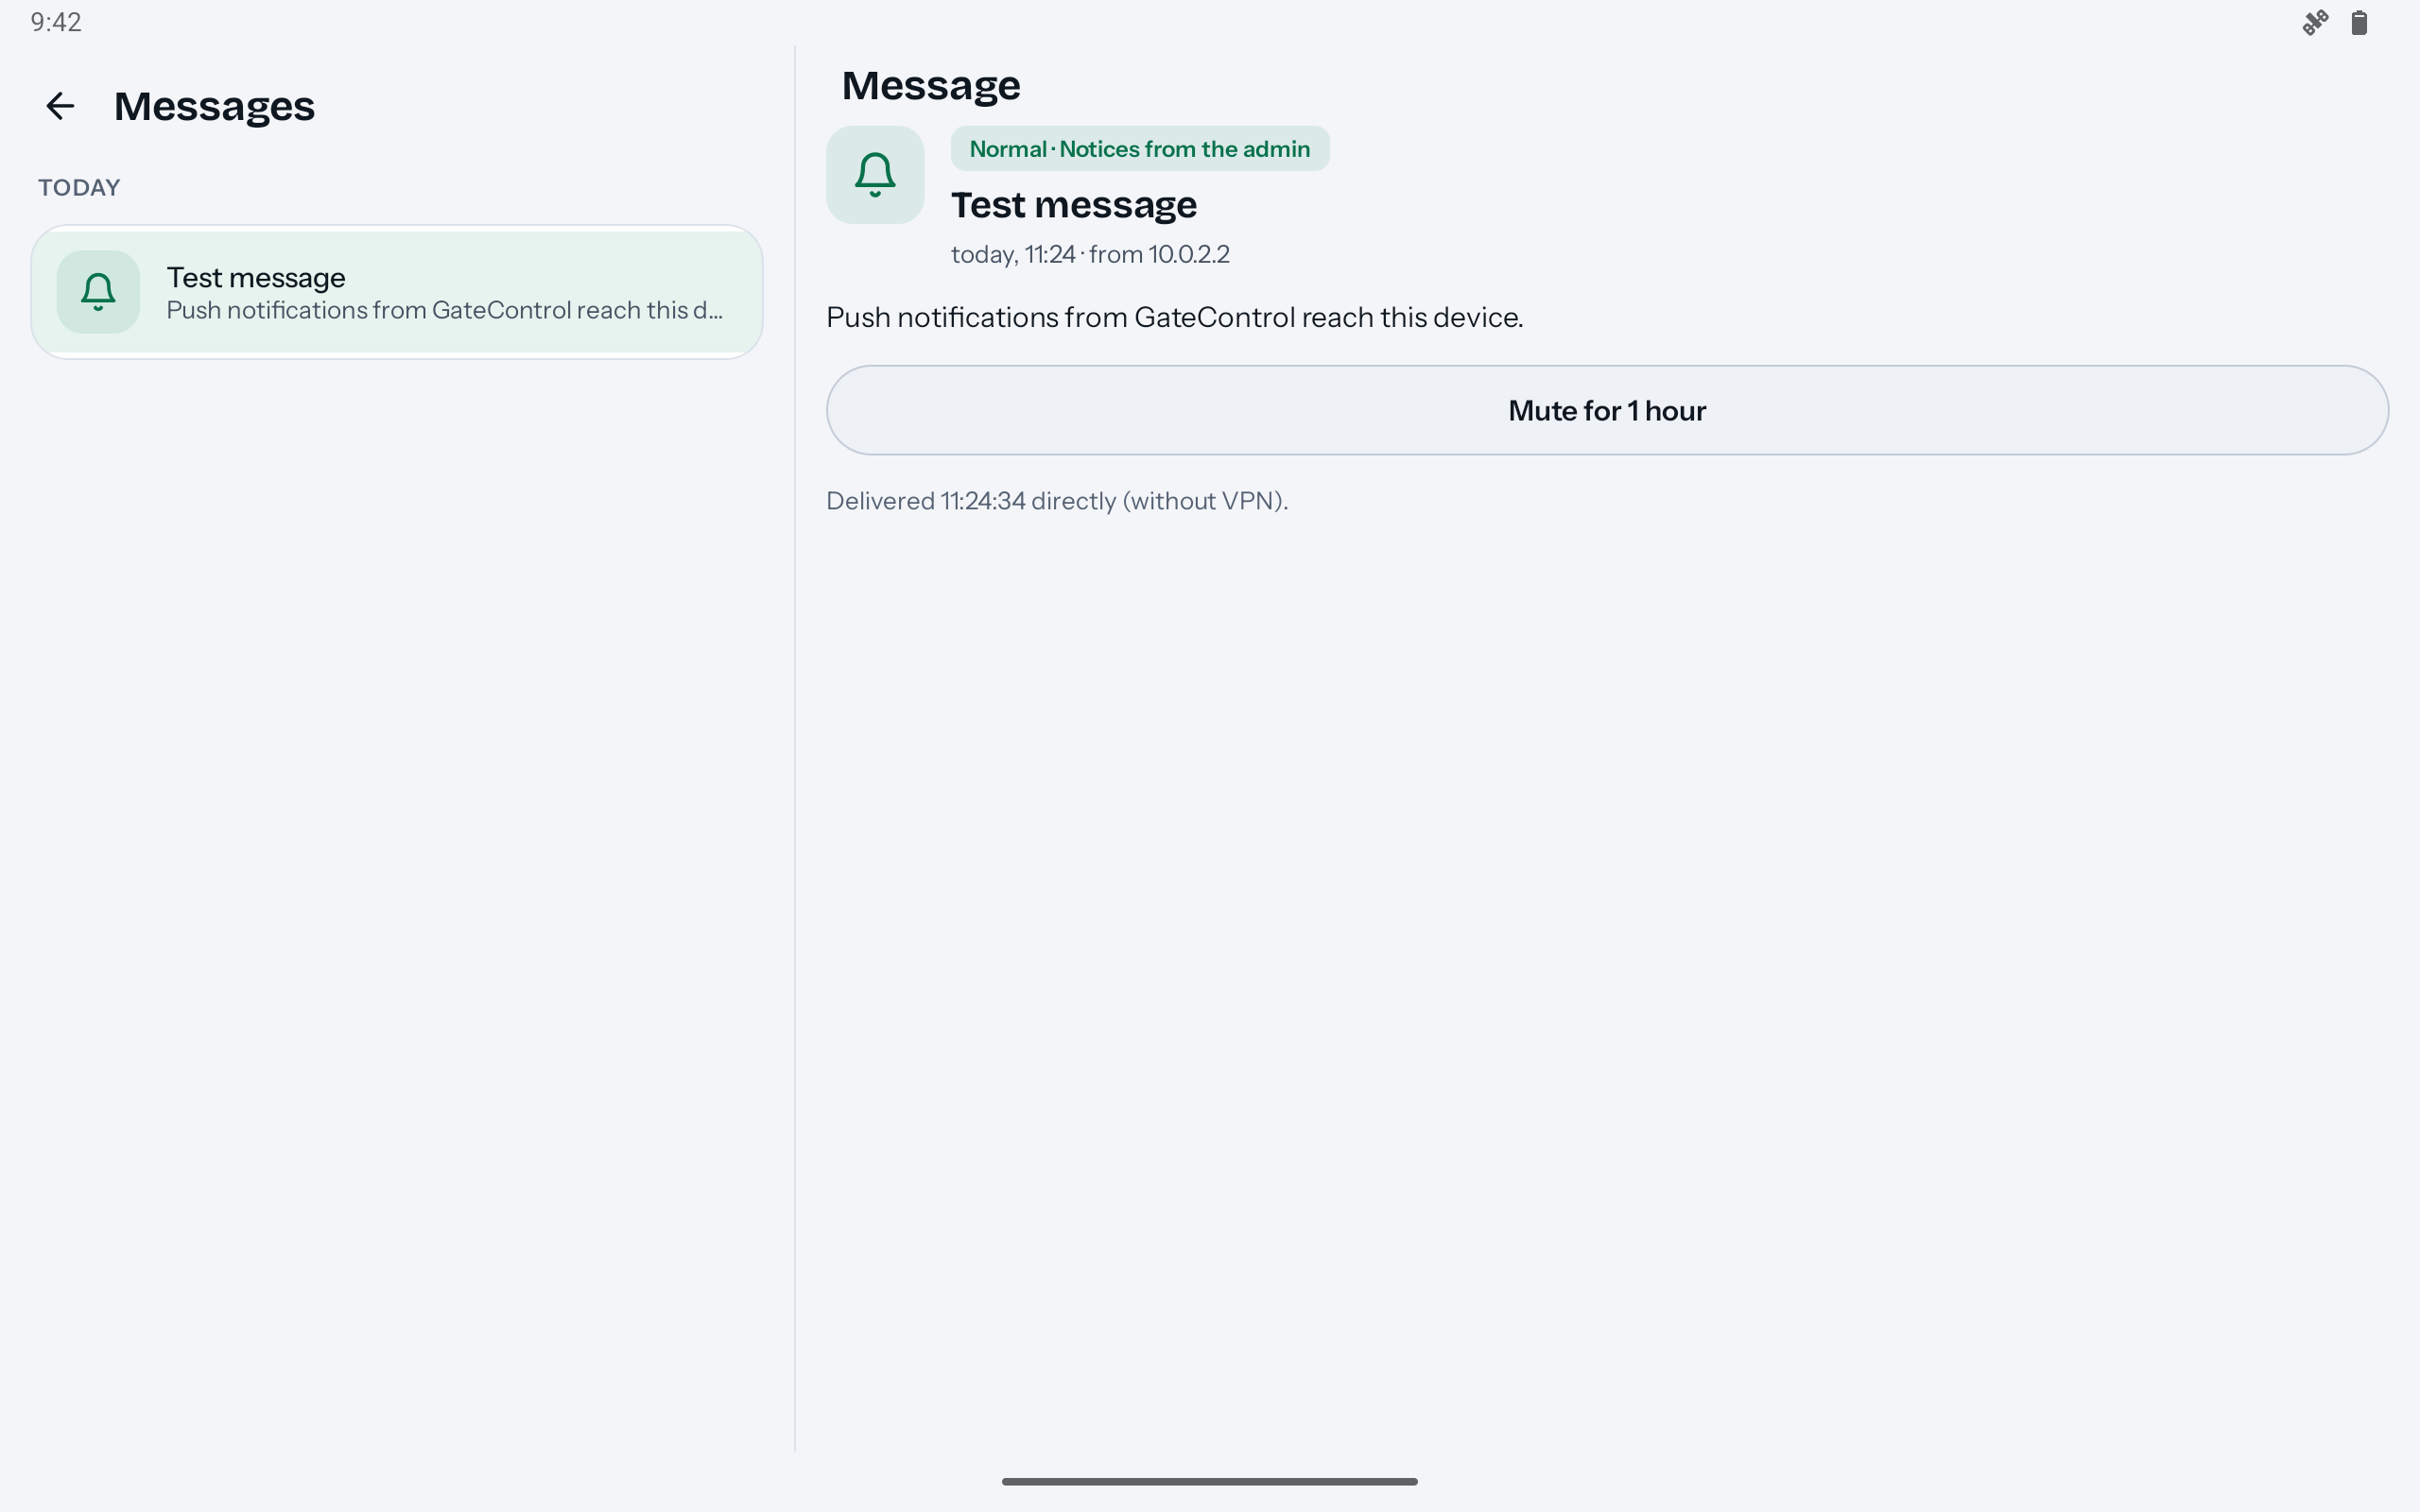 9:42
Messages
TODAY
Test message
Push notifications from GateControl reach this d...
Message
Normal · Notices from the admin
Test message
today, 11:24 · from 10.0.2.2
Push notifications from GateControl reach this device.
Mute for 1 hour
Delivered 11:24:34 directly (without VPN).